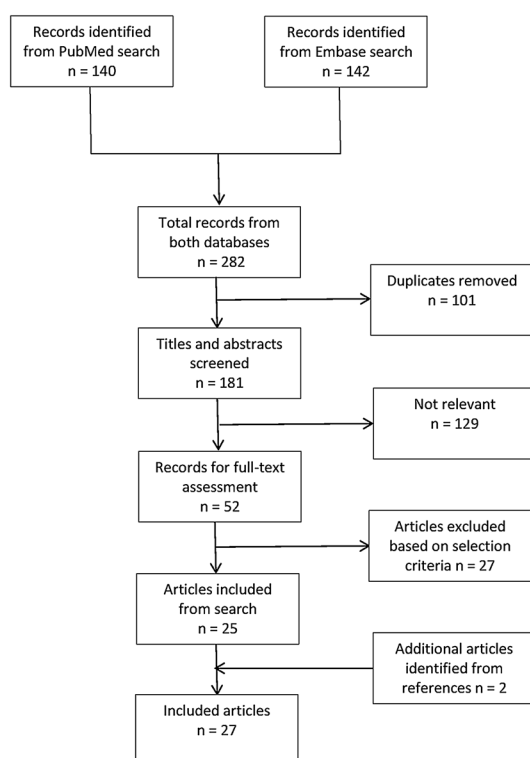 Records identified
from PubMed search
n = 140
Records identified
from Embase search
n = 142
Total records from
both databases
n = 282
Duplicates removed
n = 101
Titles and abstracts
screened
n = 181
Not relevant
n = 129
Records for full-text
assessment
n = 52
Articles excluded
based on selection
criteria n = 27
Articles included
from search
n = 25
Additional articles
identified from
references n = 2
Included articles
n = 27